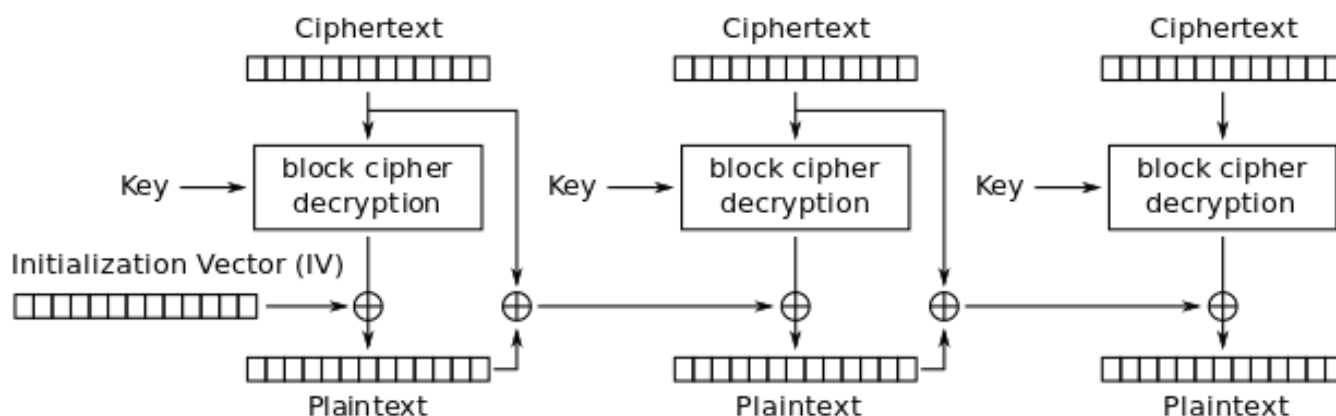 Ciphertext
Ciphertext
Ciphertext
Key
block cipher
decryption
Key
block cipher
decryption
Key
block cipher
decryption
Initialization Vector (IV)
Plaintext
Plaintext
Plaintext